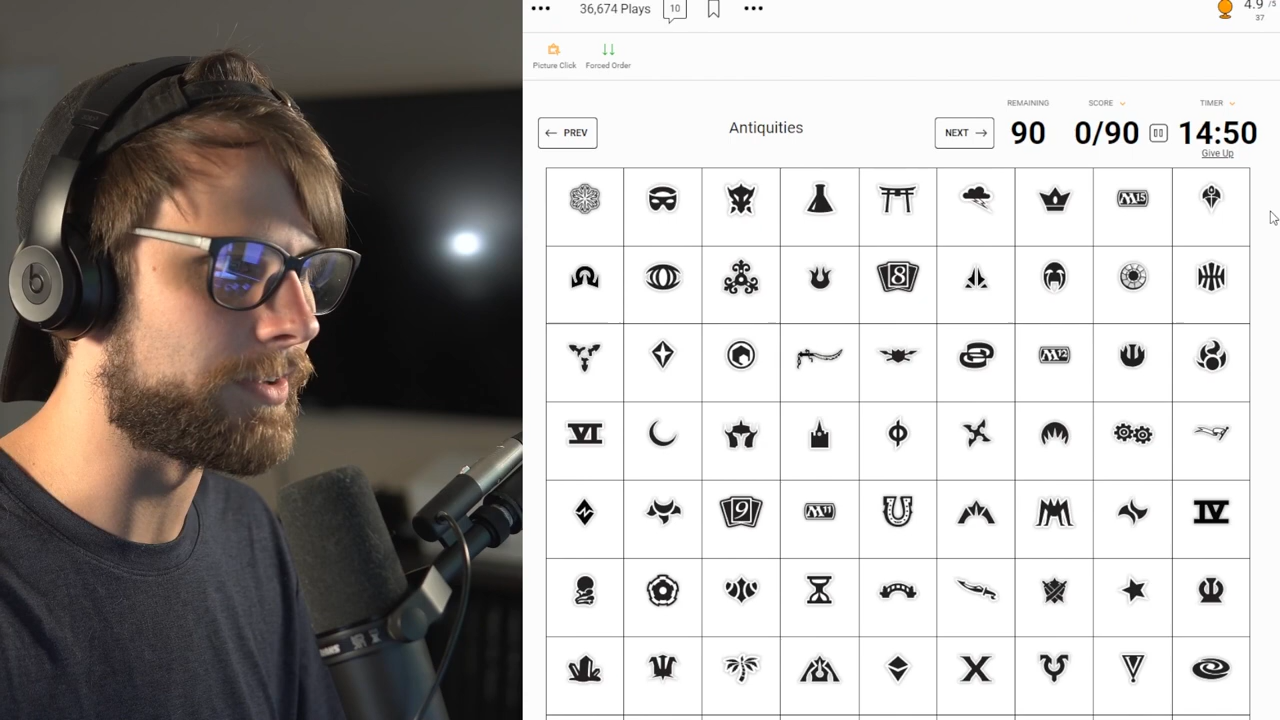 36,674 Plays
10
4.9 /5
37
Picture Click
Forced Order
REMAINING
SCORE
TIMER
← PREV
Antiquities
NEXT →
90
0/90
14:50
Give Up
M15
8
M12
VI
9
M11
IV
X
b